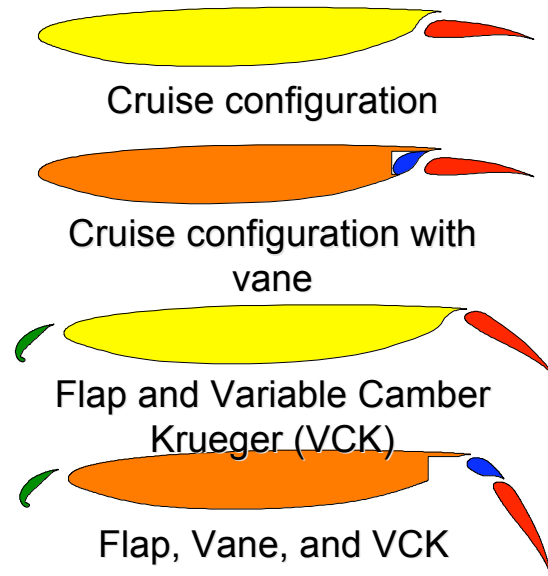 Cruise configuration
Cruise configuration with
vane
Flap and Variable Camber
Krueger (VCK)
Flap, Vane, and VCK